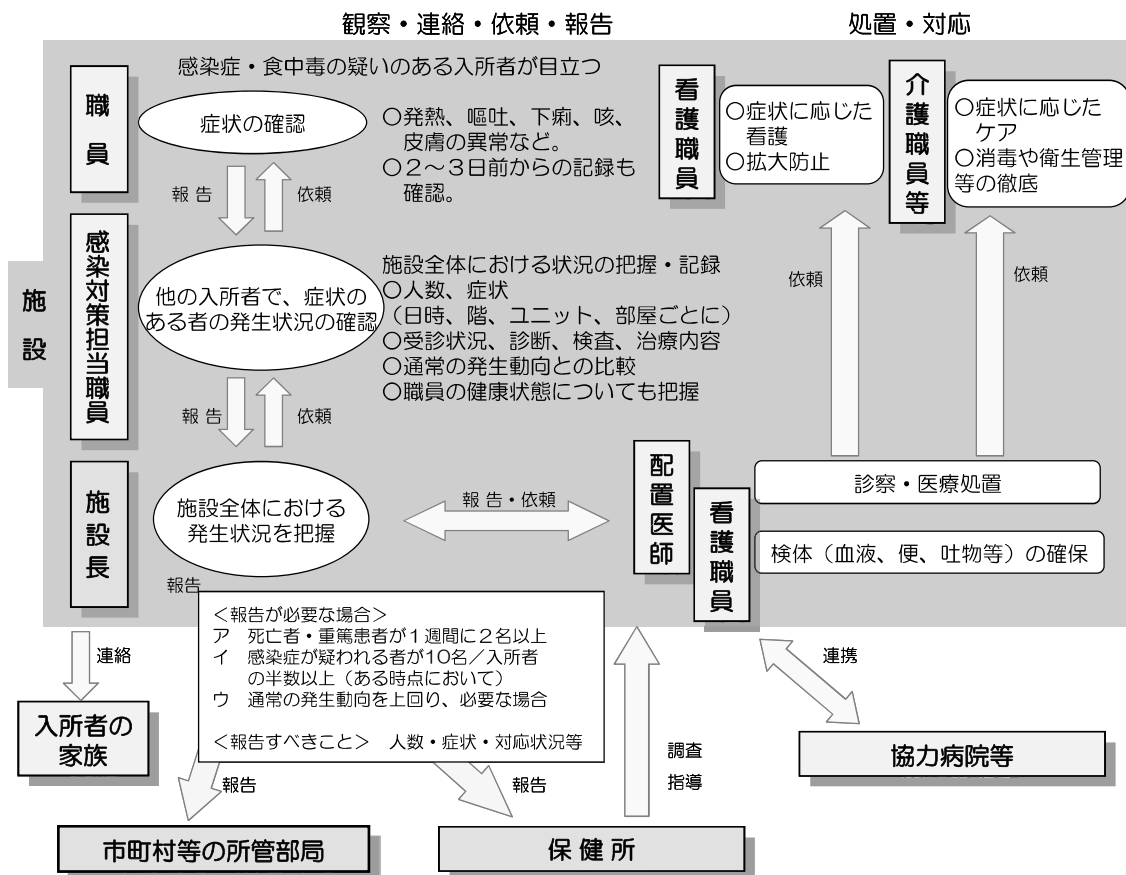 観察・連絡・依頼・報告
処置・対応
施設
職員
感染症・食中毒の疑いのある入所者が目立つ
症状の確認
○発熱、嘔吐、下痢、咳、
皮膚の異常など。
○２～３日前からの記録も
確認。
報告
依頼
感染対策担当職員
他の入所者で、症状の
ある者の発生状況の確認
施設全体における状況の把握・記録
○人数、症状
（日時、階、ユニット、部屋ごとに）
○受診状況、診断、検査、治療内容
○通常の発生動向との比較
○職員の健康状態についても把握
報告
依頼
施設長
施設全体における
発生状況を把握
報告・依頼
看護職員
○症状に応じた
看護
○拡大防止
介護職員等
○症状に応じた
ケア
○消毒や衛生管理
等の徹底
依頼
依頼
配置医師
看護職員
診察・医療処置
検体（血液、便、吐物等）の確保
報告
＜報告が必要な場合＞
ア　死亡者・重篤患者が１週間に２名以上
イ　感染症が疑われる者が10名／入所者
の半数以上（ある時点において）
ウ　通常の発生動向を上回り、必要な場合
＜報告すべきこと＞　人数・症状・対応状況等
連絡
入所者の
家族
報告
市町村等の所管部局
報告
保健所
調査
指導
連携
協力病院等